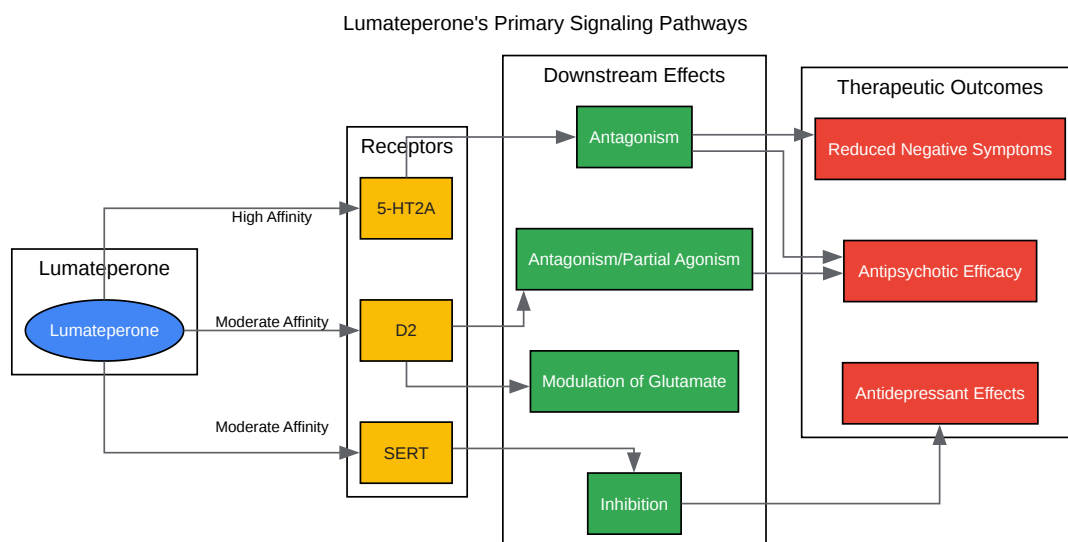 Lumateperone's Primary Signaling Pathways
Downstream Effects
Therapeutic Outcomes
Antagonism
Reduced Negative Symptoms
Receptors
5-HT2A
High Affinity
Lumateperone
Antagonism/Partial Agonism
Antipsychotic Efficacy
Lumateperone
Moderate Affinity
D2
Modulation of Glutamate
Antidepressant Effects
Moderate Affinity
SERT
Inhibition